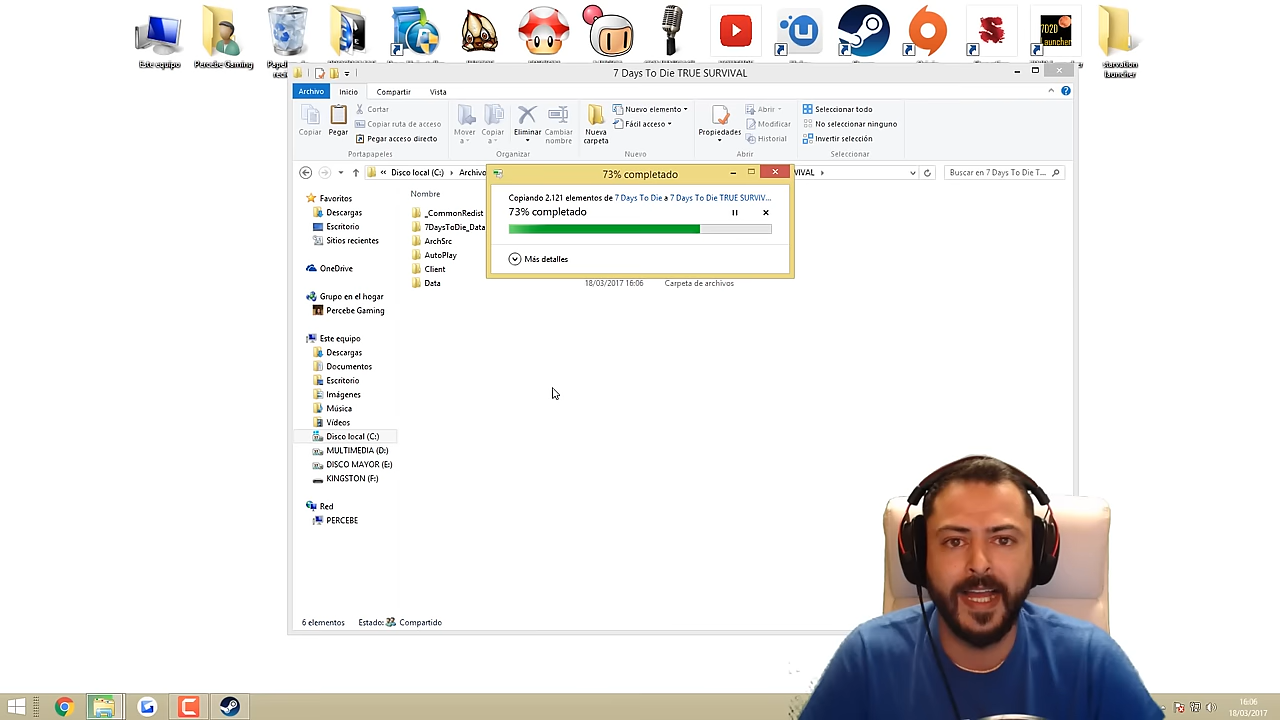 Este equipo
Percebe Gaming
starvation
launcher
7 Days To Die TRUE SURVIVAL
Archivo
Inicio
Compartir
Vista
Copiar
Pegar
Cortar
Copiar ruta de acceso
Pegar acceso directo
Portapapeles
Mover
a
Copiar
a
Eliminar
Cambiar
nombre
Organizar
Nueva
carpeta
Nuevo elemento
Fácil acceso
Nuevo
Propiedades
Abrir
Modificar
Historial
Abrir
Seleccionar todo
No seleccionar ninguno
Invertir selección
Seleccionar
Disco local (C:)
Archivo
VIVAL
Buscar en 7 Days To Die T...
73% completado
Copiando 2.121 elementos de 7 Days To Die a 7 Days To Die TRUE SURVIV...
73% completado
Más detalles
Nombre
_CommonRedist
7DaysToDie_Data
ArchSrc
AutoPlay
Client
Data
18/03/2017 16:06
Carpeta de archivos
Favoritos
Descargas
Escritorio
Sitios recientes
OneDrive
Grupo en el hogar
Percebe Gaming
Este equipo
Descargas
Documentos
Escritorio
Imágenes
Música
Vídeos
Disco local (C:)
MULTIMEDIA (D:)
DISCO MAYOR (E:)
KINGSTON (F:)
Red
PERCEBE
6 elementos
Estado:
Compartido
16:06
18/03/2017